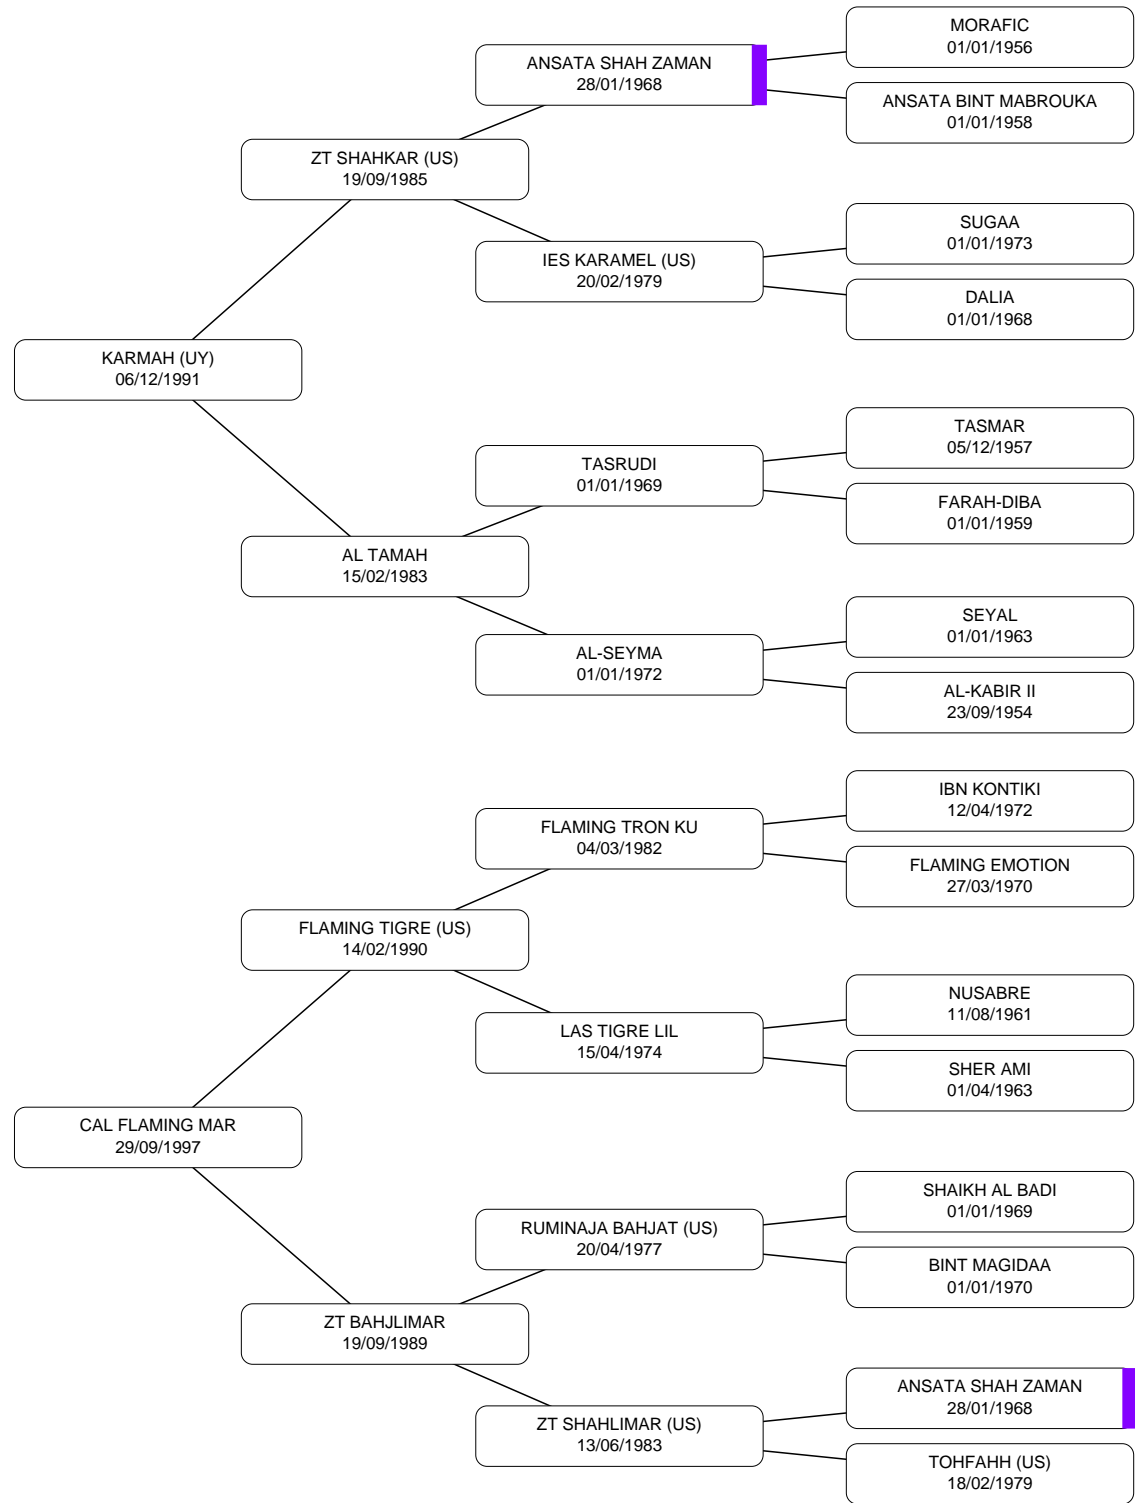 MORAFIC
01/01/1956
ANSATA SHAH ZAMAN
28/01/1968
ANSATA BINT MABROUKA
01/01/1958
ZT SHAHKAR (US)
19/09/1985
SUGAA
01/01/1973
IES KARAMEL (US)
20/02/1979
DALIA
01/01/1968
KARMAH (UY)
06/12/1991
TASMAR
05/12/1957
TASRUDI
01/01/1969
FARAH-DIBA
01/01/1959
AL TAMAH
15/02/1983
SEYAL
01/01/1963
AL-SEYMA
01/01/1972
AL-KABIR II
23/09/1954
IBN KONTIKI
12/04/1972
FLAMING TRON KU
04/03/1982
FLAMING EMOTION
27/03/1970
FLAMING TIGRE (US)
14/02/1990
NUSABRE
11/08/1961
LAS TIGRE LIL
15/04/1974
SHER AMI
01/04/1963
CAL FLAMING MAR
29/09/1997
SHAIKH AL BADI
01/01/1969
RUMINAJA BAHJAT (US)
20/04/1977
BINT MAGIDAA
01/01/1970
ZT BAHJLIMAR
19/09/1989
ANSATA SHAH ZAMAN
28/01/1968
ZT SHAHLIMAR (US)
13/06/1983
TOHFAHH (US)
18/02/1979